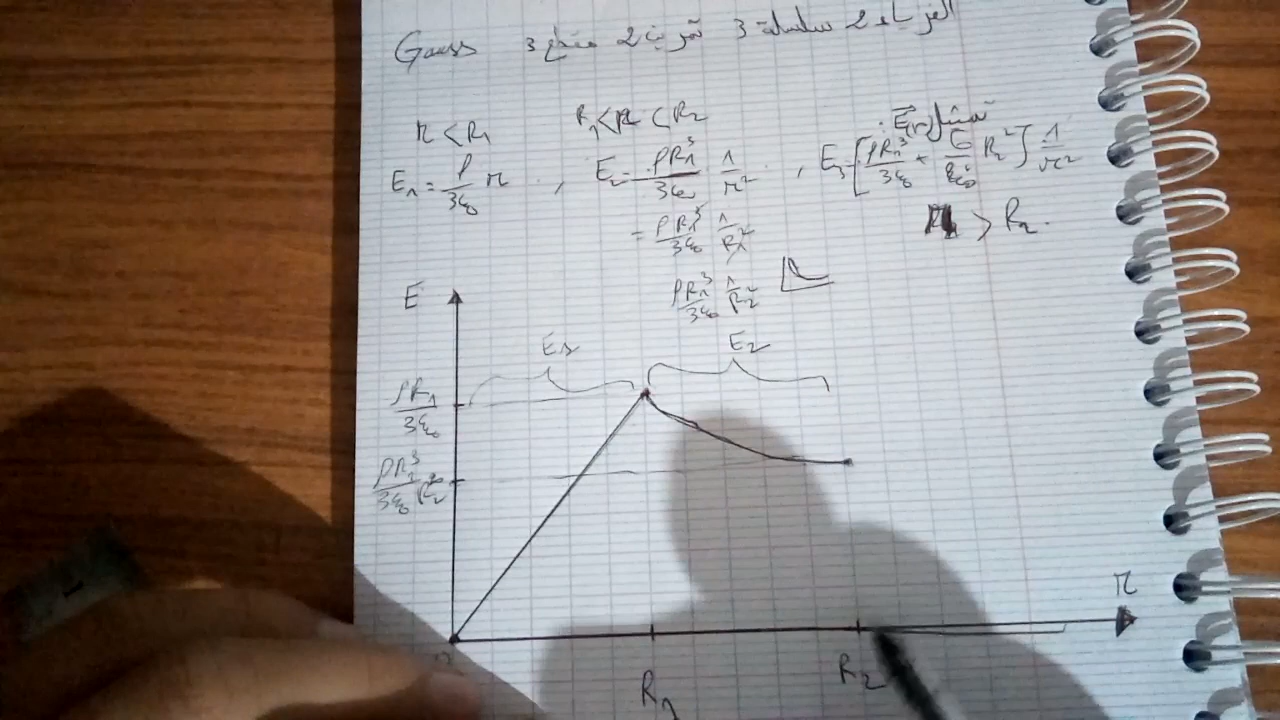 الفيزياء 2 سلسلة 3 تمرين 2 مقطع 3 Gauss
تمثيل E(r)
r < R₁
R₁ < r < R₂
E₁ = ρ/3ε₀ r , E₂ = ρR₁³/3ε₀ 1/r² , E₃ = [ρR₁³/3ε₀ + σ/ε₀ R₂²] 1/r²
= ρR₁³/3ε₀ 1/R₁²
r > R₂
ρR₁³/3ε₀ 1/R₂²
E
E₁
E₂
ρR₁/3ε₀
ρR₁³/3ε₀R₂²
r
R₁
R₂